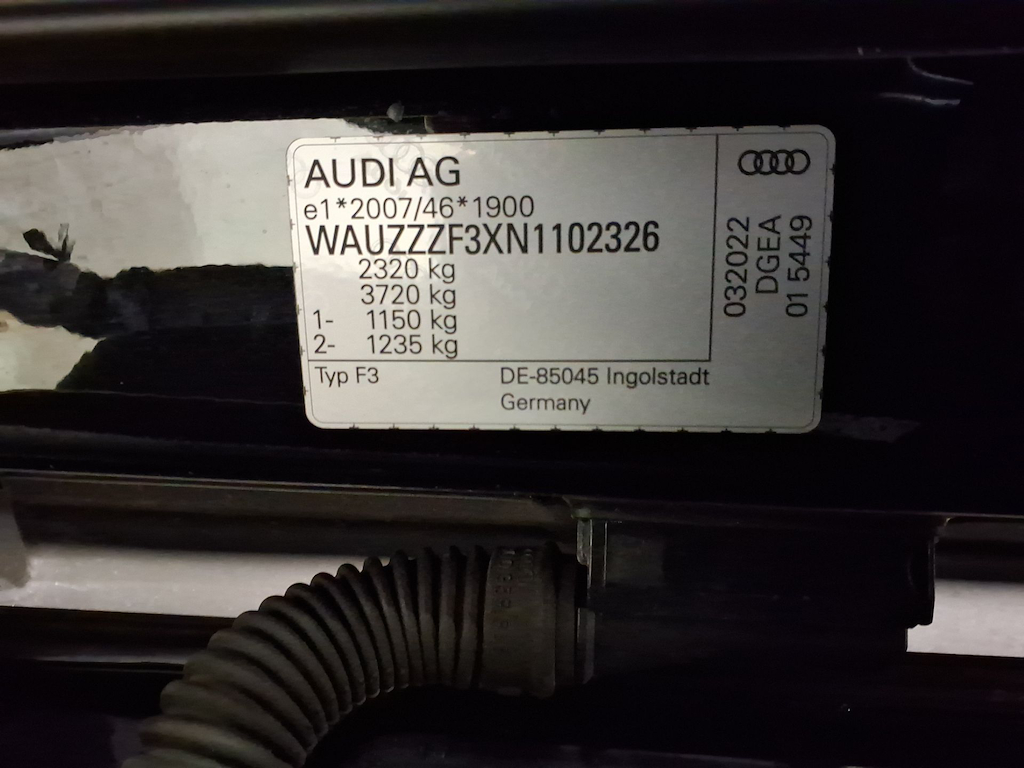 AUDI AG
e1*2007/46*1900
WAUZZZF3XN1102326
2320 kg
3720 kg
1- 1150 kg
2- 1235 kg
Typ F3
DE-85045 Ingolstadt
Germany
032022
DGEA
01 5449